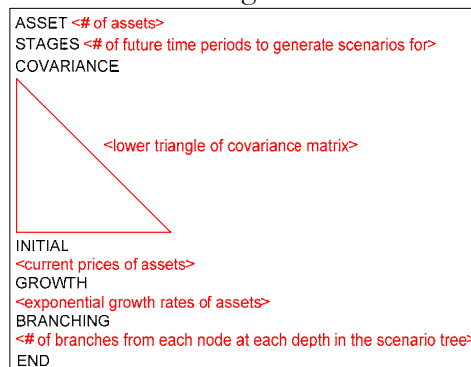 ASSET <# of assets>
STAGES <# of future time periods to generate scenarios for>
COVARIANCE
<lower triangle of covariance matrix>
INITIAL
<current prices of assets>
GROWTH
<exponential growth rates of assets>
BRANCHING
<# of branches from each node at each depth in the scenario tree>
END